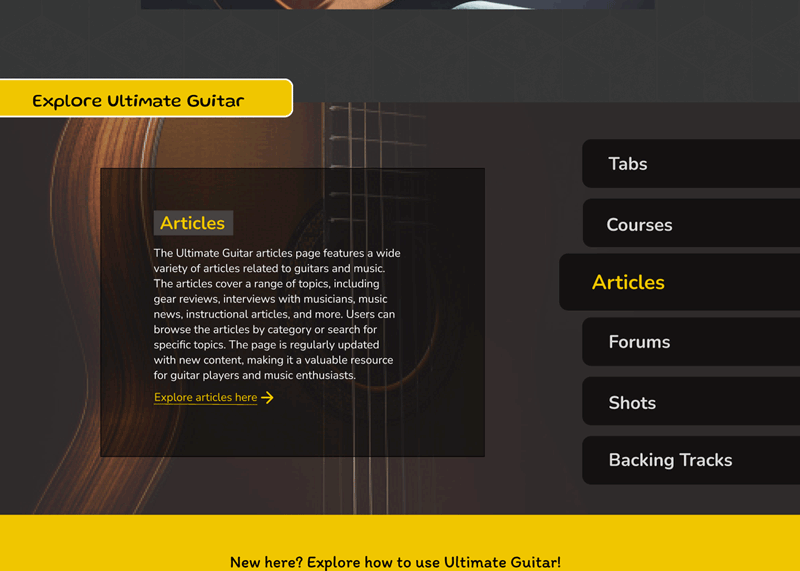 Explore Ultimate Guitar
Articles
The Ultimate Guitar articles page features a wide
variety of articles related to guitars and music.
The articles cover a range of topics, including
gear reviews, interviews with musicians, music
news, instructional articles, and more. Users can
browse the articles by category or search for
specific topics. The page is regularly updated
with new content, making it a valuable resource
for guitar players and music enthusiasts.
Explore articles here
Tabs
Courses
Articles
Forums
Shots
Backing Tracks
New here? Explore how to use Ultimate Guitar!